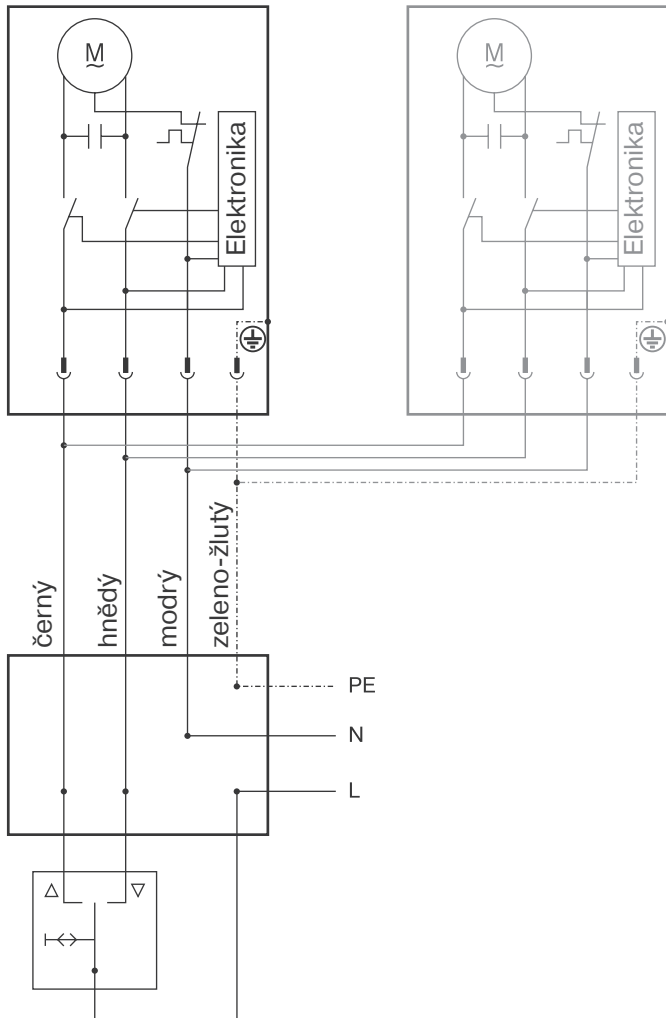 M
~
M
~
Elektronika
Elektronika
černý
hnědý
modrý
zeleno-žlutý
PE
N
L